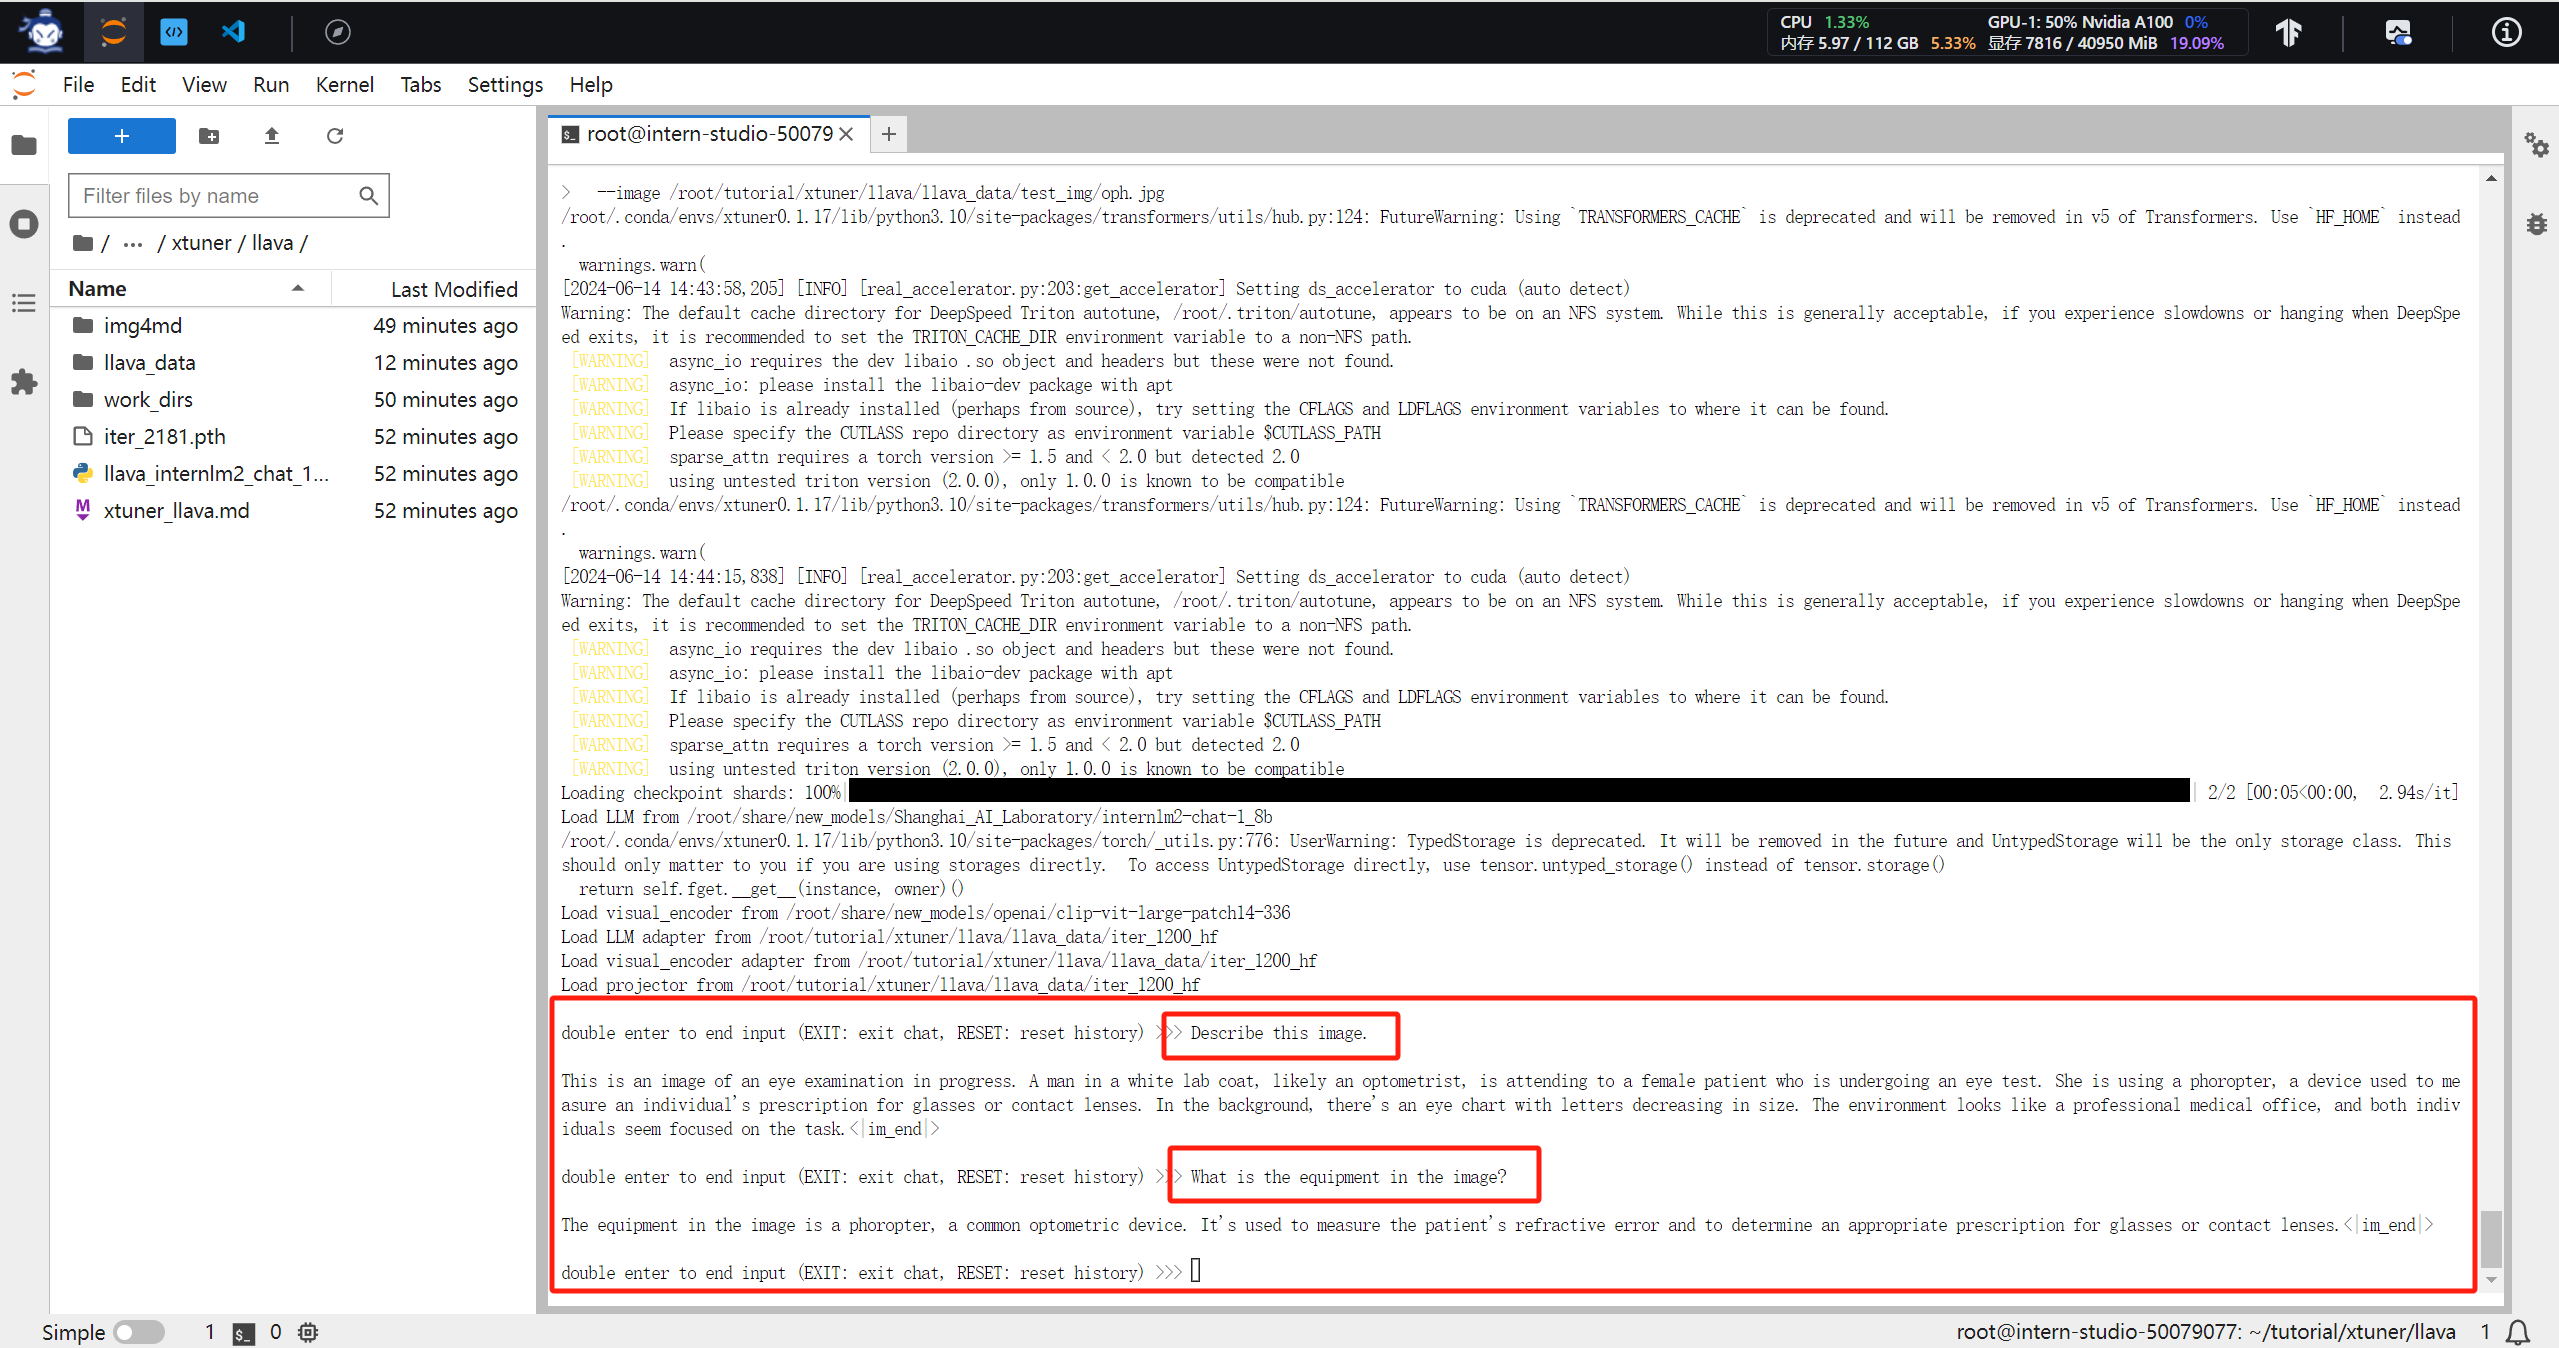 CPU 1.33% GPU-1: 50% Nvidia A100 0%
内存 5.97 / 112 GB 5.33% 显存 7816 / 40950 MiB 19.09%
File Edit View Run Kernel Tabs Settings Help
+
root@intern-studio-50079
Filter files by name
/ ··· / xtuner / llava /
Name Last Modified
img4md 49 minutes ago
llava_data 12 minutes ago
work_dirs 50 minutes ago
iter_2181.pth 52 minutes ago
llava_internlm2_chat_1... 52 minutes ago
xtuner_llava.md 52 minutes ago
> --image /root/tutorial/xtuner/llava/llava_data/test_img/oph.jpg
/root/.conda/envs/xtuner0.1.17/lib/python3.10/site-packages/transformers/utils/hub.py:124: FutureWarning: Using `TRANSFORMERS_CACHE` is deprecated and will be removed in v5 of Transformers. Use `HF_HOME` instead
.
warnings.warn(
[2024-06-14 14:43:58,205] [INFO] [real_accelerator.py:203:get_accelerator] Setting ds_accelerator to cuda (auto detect)
Warning: The default cache directory for DeepSpeed Triton autotune, /root/.triton/autotune, appears to be on an NFS system. While this is generally acceptable, if you experience slowdowns or hanging when DeepSpe
ed exits, it is recommended to set the TRITON_CACHE_DIR environment variable to a non-NFS path.
[WARNING] async_io requires the dev libaio .so object and headers but these were not found.
[WARNING] async_io: please install the libaio-dev package with apt
[WARNING] If libaio is already installed (perhaps from source), try setting the CFLAGS and LDFLAGS environment variables to where it can be found.
[WARNING] Please specify the CUTLASS repo directory as environment variable $CUTLASS_PATH
[WARNING] sparse_attn requires a torch version >= 1.5 and < 2.0 but detected 2.0
[WARNING] using untested triton version (2.0.0), only 1.0.0 is known to be compatible
/root/.conda/envs/xtuner0.1.17/lib/python3.10/site-packages/transformers/utils/hub.py:124: FutureWarning: Using `TRANSFORMERS_CACHE` is deprecated and will be removed in v5 of Transformers. Use `HF_HOME` instead
.
warnings.warn(
[2024-06-14 14:44:15,838] [INFO] [real_accelerator.py:203:get_accelerator] Setting ds_accelerator to cuda (auto detect)
Warning: The default cache directory for DeepSpeed Triton autotune, /root/.triton/autotune, appears to be on an NFS system. While this is generally acceptable, if you experience slowdowns or hanging when DeepSpe
ed exits, it is recommended to set the TRITON_CACHE_DIR environment variable to a non-NFS path.
[WARNING] async_io requires the dev libaio .so object and headers but these were not found.
[WARNING] async_io: please install the libaio-dev package with apt
[WARNING] If libaio is already installed (perhaps from source), try setting the CFLAGS and LDFLAGS environment variables to where it can be found.
[WARNING] Please specify the CUTLASS repo directory as environment variable $CUTLASS_PATH
[WARNING] sparse_attn requires a torch version >= 1.5 and < 2.0 but detected 2.0
[WARNING] using untested triton version (2.0.0), only 1.0.0 is known to be compatible
Loading checkpoint shards: 100%| | 2/2 [00:05<00:00, 2.94s/it]
Load LLM from /root/share/new_models/Shanghai_AI_Laboratory/internlm2-chat-1_8b
/root/.conda/envs/xtuner0.1.17/lib/python3.10/site-packages/torch/_utils.py:776: UserWarning: TypedStorage is deprecated. It will be removed in the future and UntypedStorage will be the only storage class. This
should only matter to you if you are using storages directly.  To access UntypedStorage directly, use tensor.untyped_storage() instead of tensor.storage()
return self.fget.__get__(instance, owner)()
Load visual_encoder from /root/share/new_models/openai/clip-vit-large-patch14-336
Load LLM adapter from /root/tutorial/xtuner/llava/llava_data/iter_1200_hf
Load visual_encoder adapter from /root/tutorial/xtuner/llava/llava_data/iter_1200_hf
Load projector from /root/tutorial/xtuner/llava/llava_data/iter_1200_hf
double enter to end input (EXIT: exit chat, RESET: reset history) >>> Describe this image.
This is an image of an eye examination in progress. A man in a white lab coat, likely an optometrist, is attending to a female patient who is undergoing an eye test. She is using a phoropter, a device used to me
asure an individual's prescription for glasses or contact lenses. In the background, there's an eye chart with letters decreasing in size. The environment looks like a professional medical office, and both indiv
iduals seem focused on the task.<|im_end|>
double enter to end input (EXIT: exit chat, RESET: reset history) >>> What is the equipment in the image?
The equipment in the image is a phoropter, a common optometric device. It's used to measure the patient's refractive error and to determine an appropriate prescription for glasses or contact lenses.<|im_end|>
double enter to end input (EXIT: exit chat, RESET: reset history) >>>
Simple 1 0 root@intern-studio-50079077: ~/tutorial/xtuner/llava 1